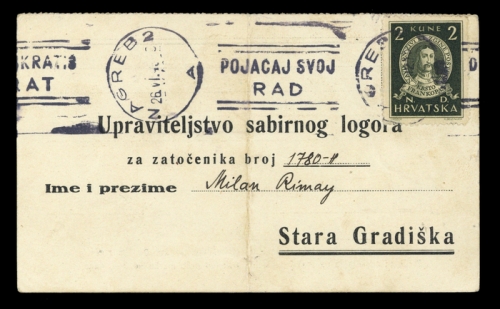 2 KUNE 2
N. D.
HRVATSKA
ZAGREB 2
A
POJAČAJ SVOJ
RAD
Upraviteljstvo sabirnog logora
za zatočenika broj 1780-II
Ime i prezime Milan Rimay
Stara Gradiška